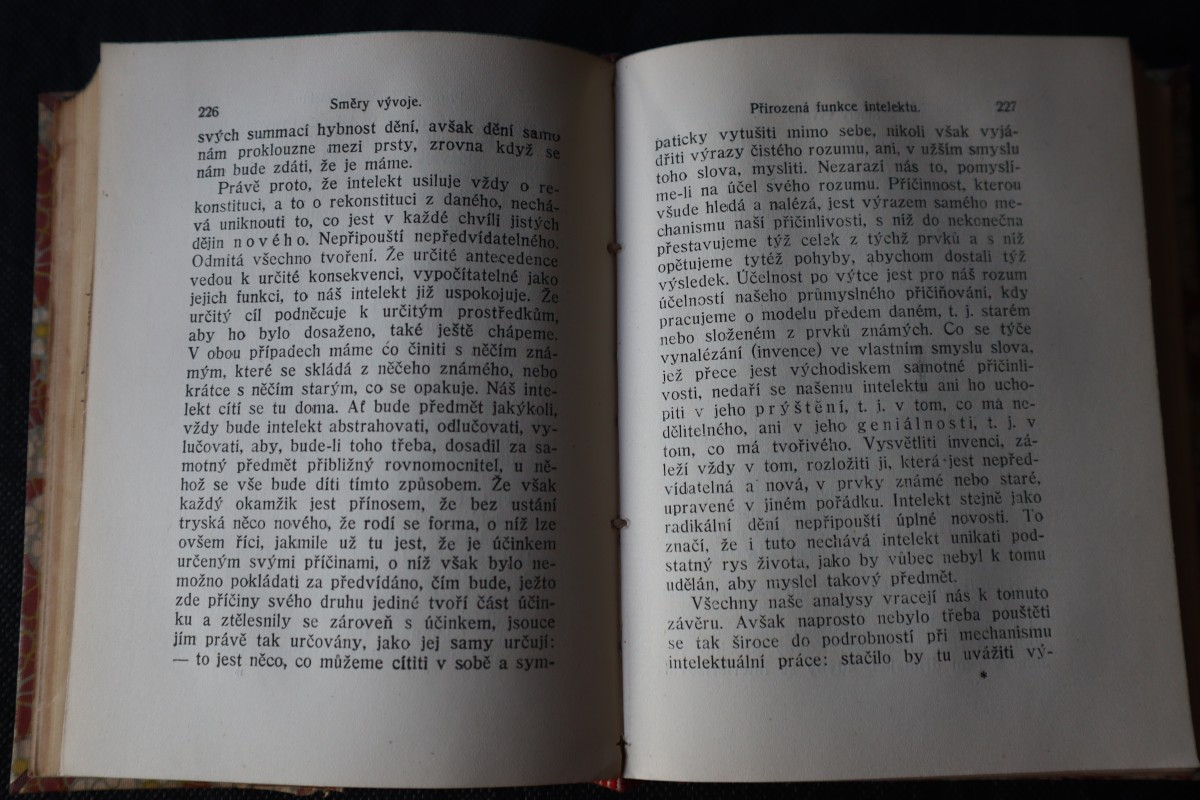 226
Směry vývoje.
svých summací hybnost dění, avšak dění samo
nám proklouzne mezi prsty, zrovna když se
nám bude zdáti, že je máme.
Právě proto, že intelekt usiluje vždy o re-
konstituci, a to o rekonstituci z daného, nechá-
vá uniknouti to, co jest v každé chvíli jistých
dějin nového. Nepřipouští nepředvídatelného.
Odmítá všechno tvoření. Že určité antecedence
vedou k určité konsekvenci, vypočítatelné jako
jejich funkci, to náš intelekt již uspokojuje. Že
určitý cíl podněcuje k určitým prostředkům,
aby ho bylo dosaženo, také ještě chápeme.
V obou případech máme co činiti s něčím zná-
mým, které se skládá z něčeho známého, nebo
krátce s něčím starým, co se opakuje. Náš inte-
lekt cítí se tu doma. Ať bude předmět jakýkoli,
vždy bude intelekt abstrahovati, odlučovati, vy-
lučovati, aby, bude-li toho třeba, dosadil za sa-
motný předmět přibližný rovnomocnitel, u ně-
hož se vše bude díti tímto způsobem. Že však
každý okamžik jest přínosem, že bez ustání
tryská něco nového, že rodí se forma, o níž lze
ovšem říci, jakmile už tu jest, že je účinkem
určeným svými příčinami, o níž však bylo ne-
možno pokládati za předvídáno, čím bude, ježto
zde příčiny svého druhu jediné tvoří část účin-
ku a ztělesnily se zároveň s účinkem, jsouce
jím právě tak určovány, jako jej samy určují:
— to jest něco, co můžeme cítiti v sobě a sym-
Přirozená funkce intelektu.
227
paticky vytušiti mimo sebe, nikoli však vyjá-
dřiti výrazy čistého rozumu, ani, v užším smyslu
toho slova, mysliti. Nezarazí nás to, pomyslí-
me-li na účel svého rozumu. Příčinnost, kterou
všude hledá a nalézá, jest výrazem samého me-
chanismu naší přičinlivosti, s níž do nekonečna
přestavujeme týž celek z týchž prvků a s níž
opětujeme tytéž pohyby, abychom dostali týž
výsledek. Účelnost po výtce jest pro náš rozum
účelností našeho průmyslného přičiňování, kdy
pracujeme o modelu předem daném, t. j. starém
nebo složeném z prvků známých. Co se týče
vynalézání (invence) ve vlastním smyslu slova,
jež přece jest východiskem samotné přičinli-
vosti, nedaří se našemu intelektu ani ho ucho-
piti v jeho prýštění, t. j. v tom, co má ne-
dělitelného, ani v jeho geniálnosti, t. j. v
tom, co má tvořivého. Vysvětliti invenci, zá-
leží vždy v tom, rozložiti ji, která jest nepřed-
vídatelná a nová, v prvky známé nebo staré,
upravené v jiném pořádku. Intelekt stejně jako
radikální dění nepřipouští úplné novosti. To
značí, že i tuto nechává intelekt unikati pod-
statný rys života, jako by vůbec nebyl k tomu
udělán, aby myslel takový předmět.
Všechny naše analysy vracejí nás k tomuto
závěru. Avšak naprosto nebylo třeba pouštěti
se tak široce do podrobností při mechanismu
intelektuální práce: stačilo by tu uvážiti vý-
*